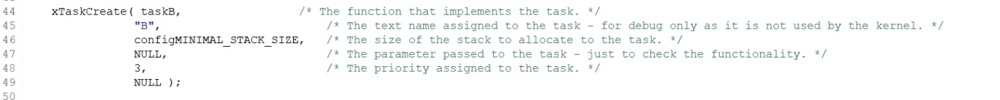 44 xTaskCreate( taskB, /* The function that implements the task. */
45 "B", /* The text name assigned to the task - for debug only as it is not used by the kernel. */
46 configMINIMAL_STACK_SIZE, /* The size of the stack to allocate to the task. */
47 NULL, /* The parameter passed to the task - just to check the functionality. */
48 3, /* The priority assigned to the task. */
49 NULL );
50